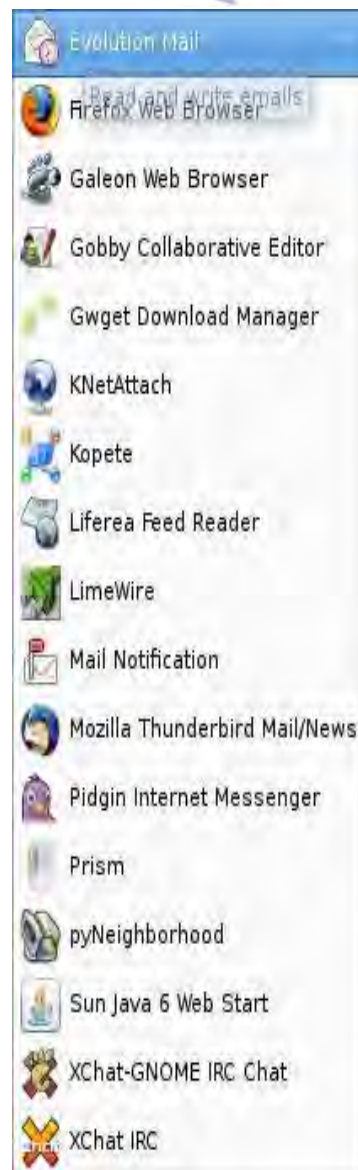 Evolution Mail
Read and write emails
Firefox Web Browser
Galeon Web Browser
Gobby Collaborative Editor
Gwget Download Manager
KNetAttach
Kopete
Liferea Feed Reader
LimeWire
Mail Notification
Mozilla Thunderbird Mail/News
Pidgin Internet Messenger
Prism
pyNeighborhood
Sun Java 6 Web Start
XChat-GNOME IRC Chat
XChat IRC